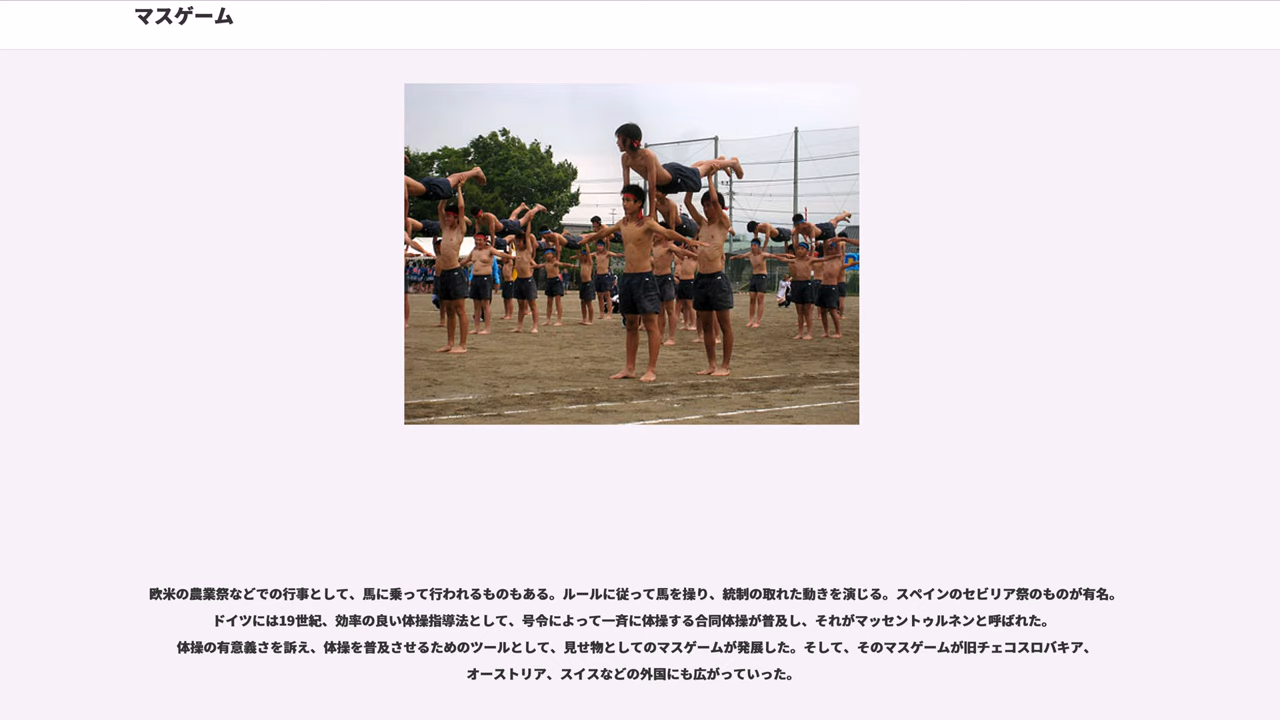 マスゲーム
欧米の農業祭などでの行事として、馬に乗って行われるものもある。ルールに従って馬を操り、統制の取れた動きを演じる。スペインのセビリア祭のものが有名。
ドイツには19世紀、効率の良い体操指導法として、号令によって一斉に体操する合同体操が普及し、それがマッセントゥルネンと呼ばれた。
体操の有意義さを訴え、体操を普及させるためのツールとして、見せ物としてのマスゲームが発展した。そして、そのマスゲームが旧チェコスロバキア、
オーストリア、スイスなどの外国にも広がっていった。